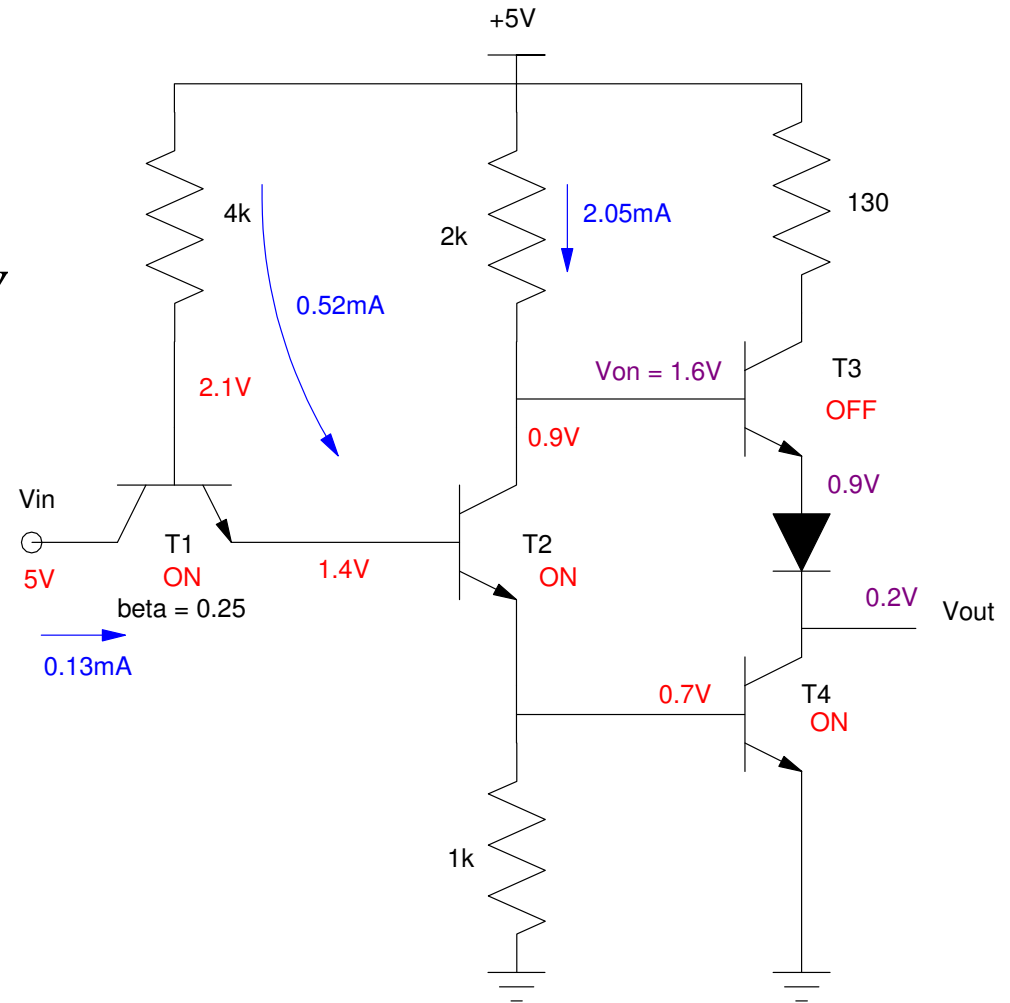 +5V
4k
2k
2.05mA
130
y
0.52mA
2.1V
Von = 1.6V
T3
OFF
0.9V
0.9V
Vin
5V
T1
ON
beta = 0.25
1.4V
T2
ON
0.2V
Vout
0.13mA
0.7V
T4
ON
1k